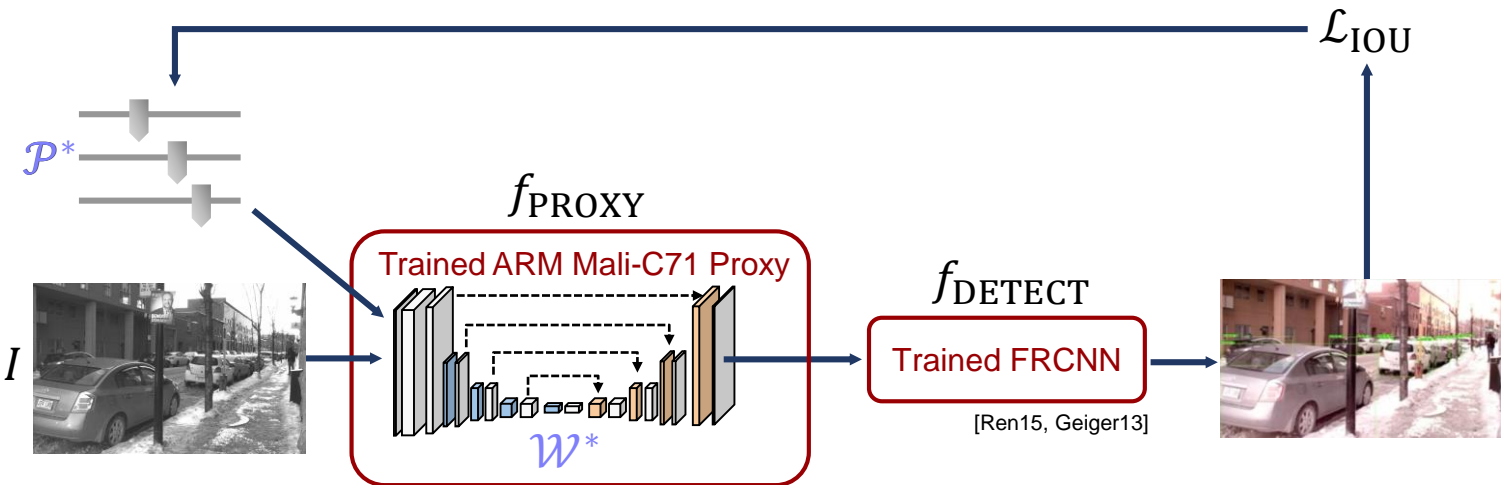 ℒ_IOU
𝒫*
f_PROXY
Trained ARM Mali-C71 Proxy
f_DETECT
I
Trained FRCNN
[Ren15, Geiger13]
𝒲*